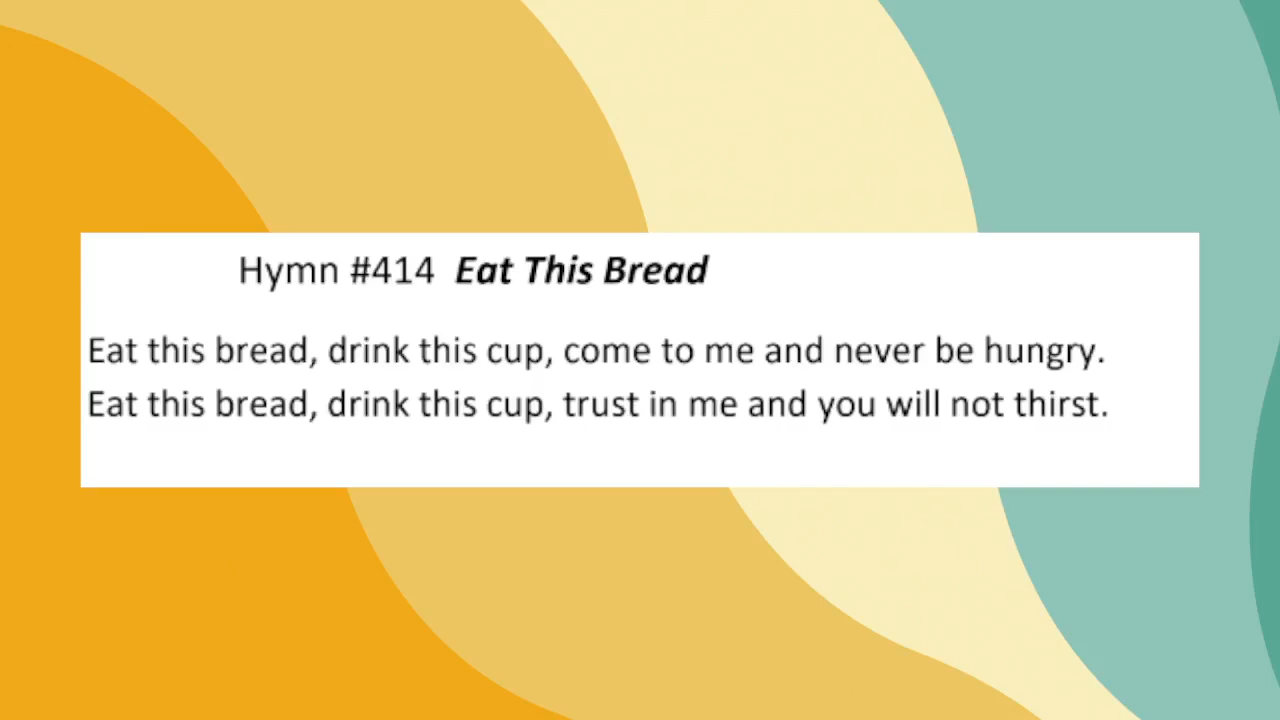 Hymn #414 Eat This Bread
Eat this bread, drink this cup, come to me and never be hungry.
Eat this bread, drink this cup, trust in me and you will not thirst.